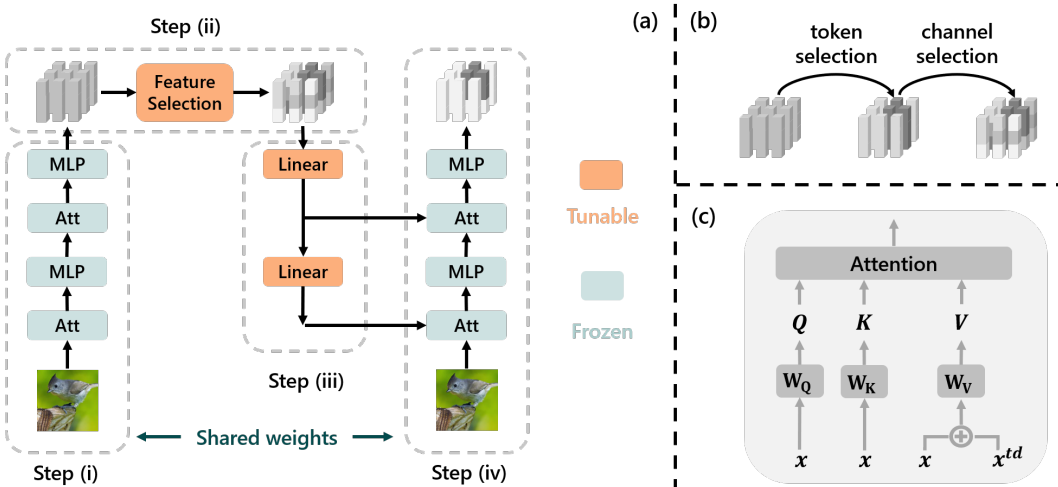 (a)
Step (ii)
Feature
Selection
MLP
Att
MLP
Att
Step (i)
Linear
Linear
Step (iii)
Shared weights
MLP
Att
MLP
Att
Step (iv)
Tunable
Frozen
(b)
token
selection
channel
selection
(c)
Attention
Q K V
W_Q W_K W_V
x x x x^{td}